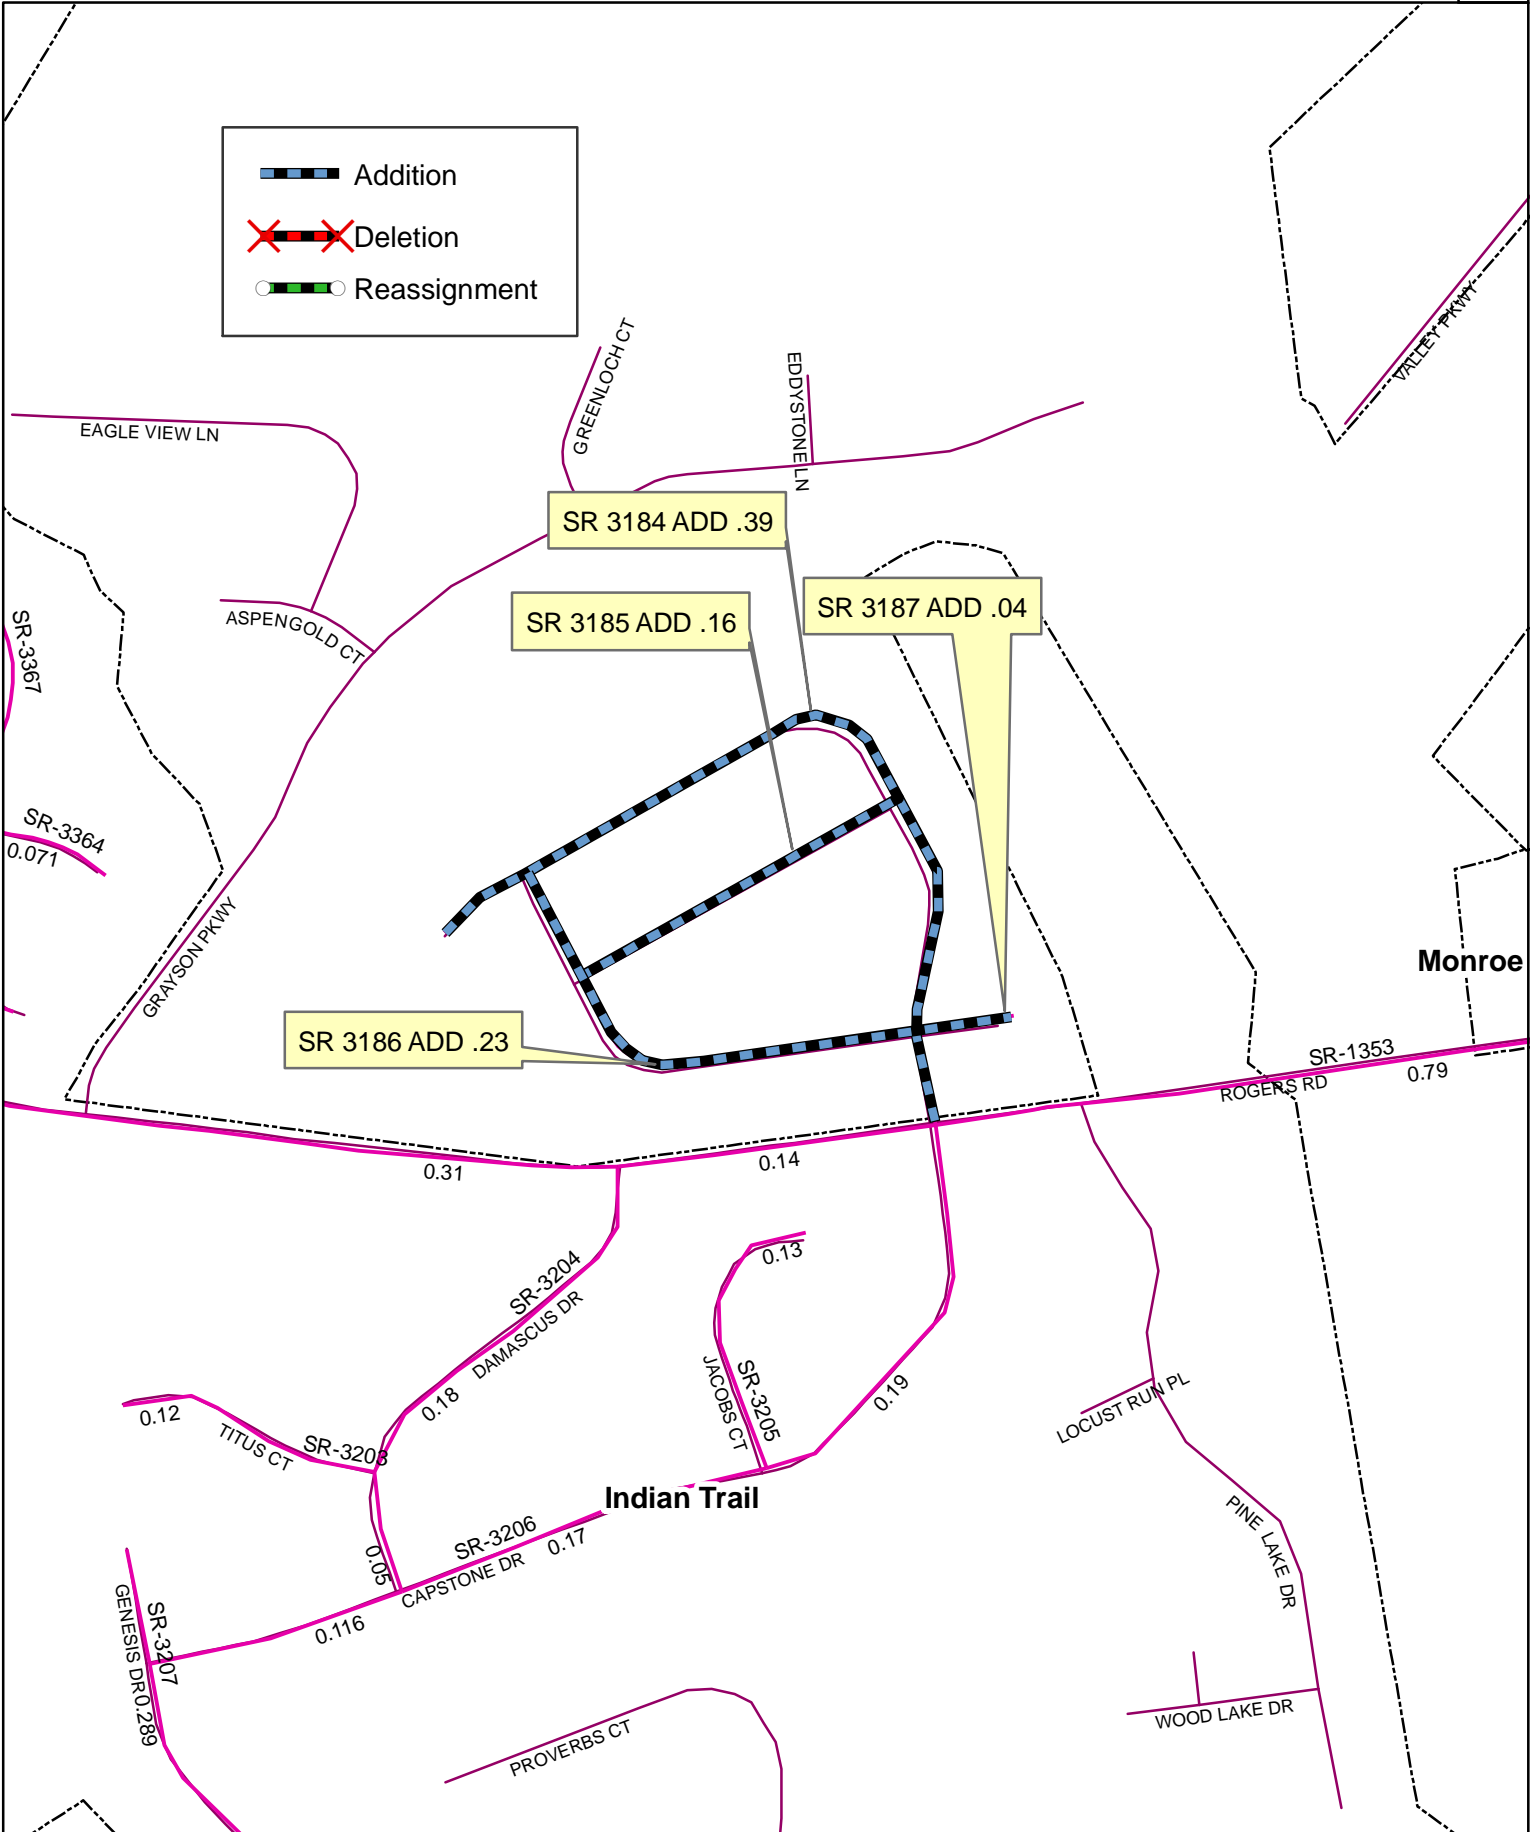 Addition
Deletion
Reassignment
GREENLOCH CT
EDDYSTONE LN
VALLEY PKWY
EAGLE VIEW LN
SR 3184 ADD .39
SR 3185 ADD .16
SR 3187 ADD .04
ASPENGOLD CT
SR-3367
SR-3364
0.071
GRAYSON PKWY
Monroe
SR 3186 ADD .23
SR-1353
ROGERS RD
0.79
0.31
0.14
0.13
SR-3204
DAMASCUS DR
0.18
JACOBS CT
SR-3205
0.19
LOCUST RUN PL
0.12
TITUS CT
SR-3203
Indian Trail
PINE LAKE DR
SR-3206
0.17
0.05
CAPSTONE DR
0.116
GENESIS DR
SR-3207
0.289
WOOD LAKE DR
PROVERBS CT